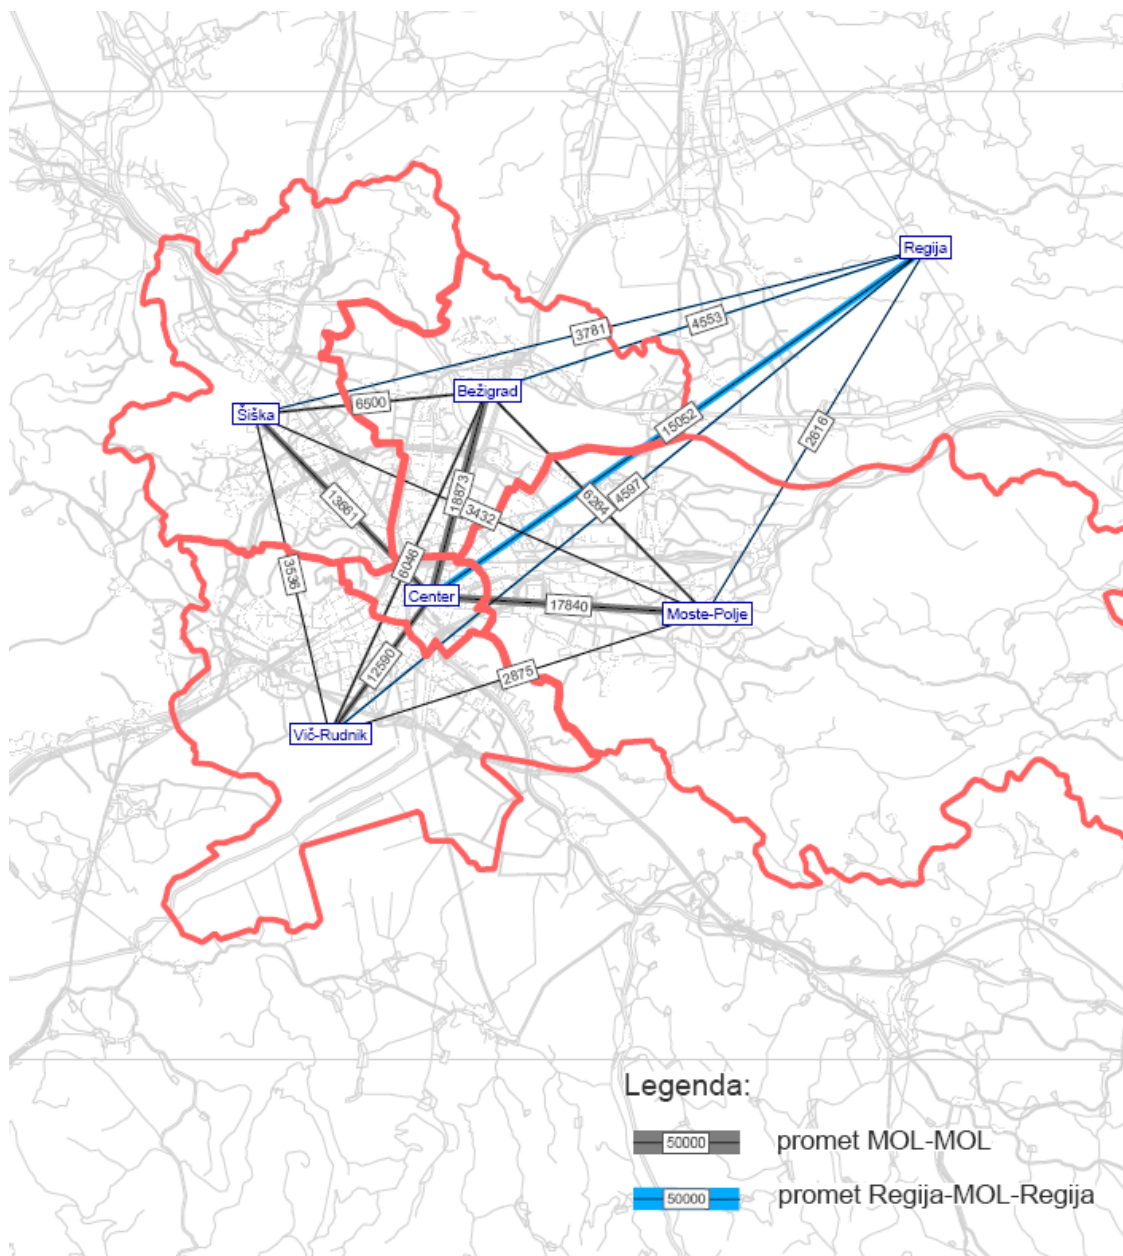 Regija
3781
4553
Bežigrad
6500
Šiška
15052
2616
4597
18873
6264
13661
3432
6046
3536
Center
17840
Moste-Polje
12590
2875
Vič-Rudnik
Legenda:
50000 promet MOL-MOL
50000 promet Regija-MOL-Regija